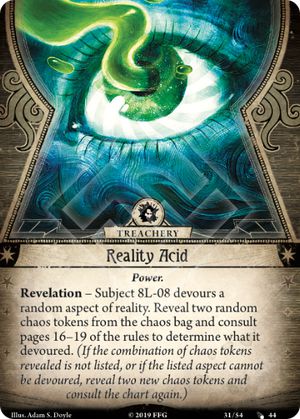 TREACHERY
Reality Acid
Power.
Revelation – Subject 8L-08 devours a
random aspect of reality. Reveal two random
chaos tokens from the chaos bag and consult
pages 16–19 of the rules to determine what it
devoured. (If the combination of chaos tokens
revealed is not listed, or if the listed aspect cannot
be devoured, reveal two new chaos tokens and
consult the chart again.)
Illus. Adam S. Doyle
© 2019 FFG
31/54
44